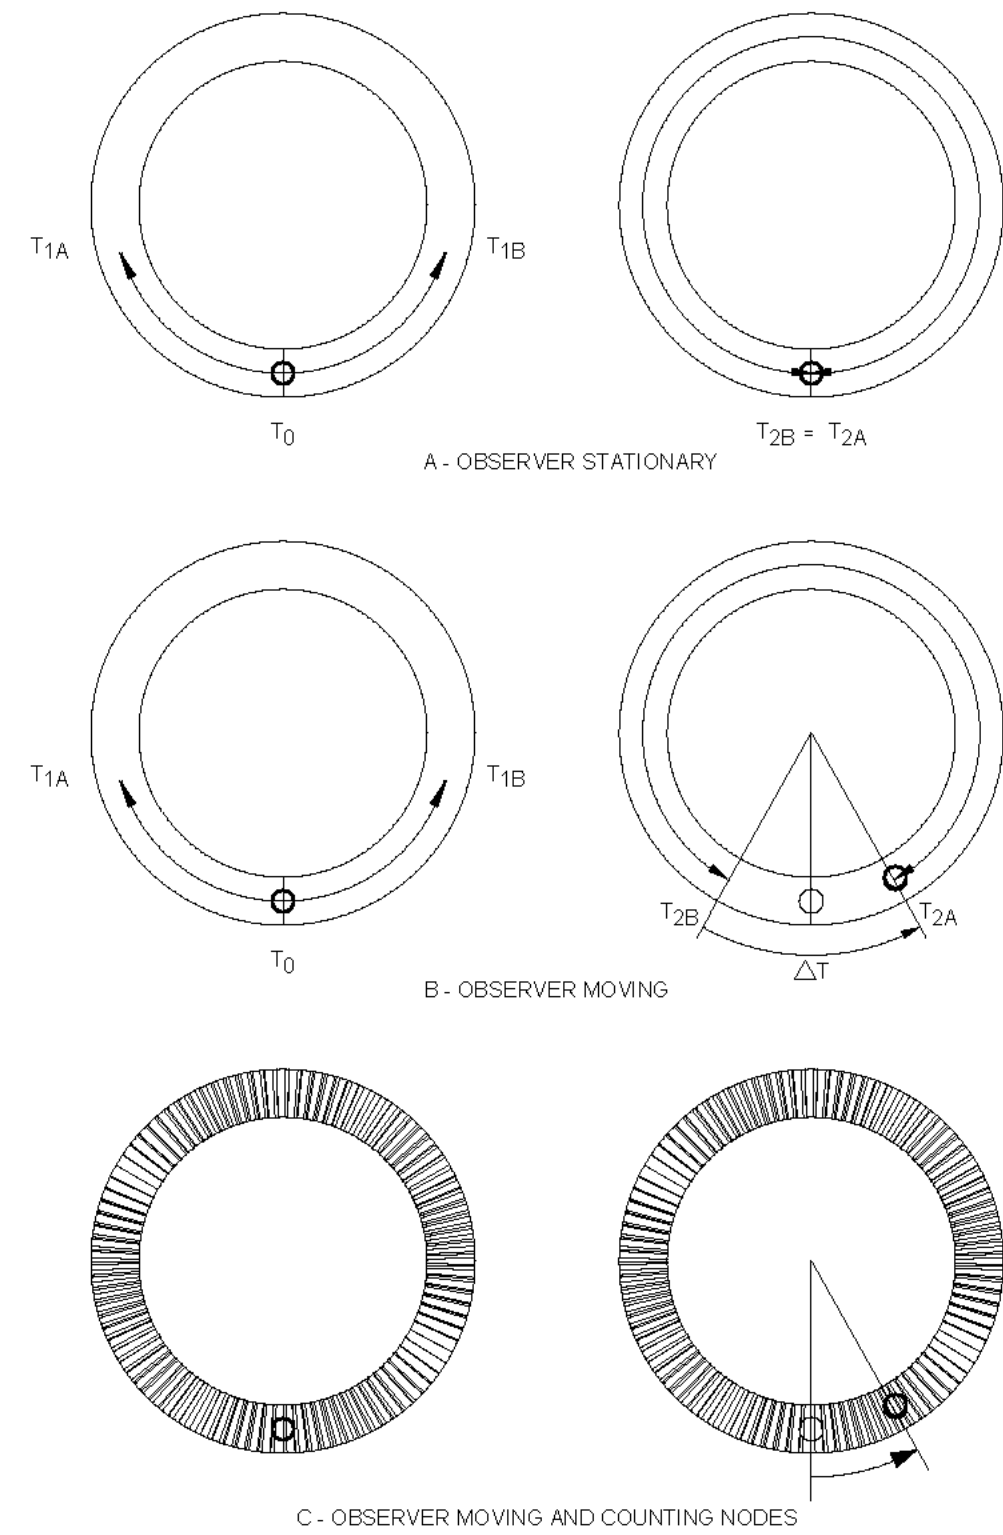 T1A T1B
T0 T2B = T2A
A - OBSERVER STATIONARY
T1A T1B
T2B T2A
T0 △T
B - OBSERVER MOVING
C - OBSERVER MOVING AND COUNTING NODES